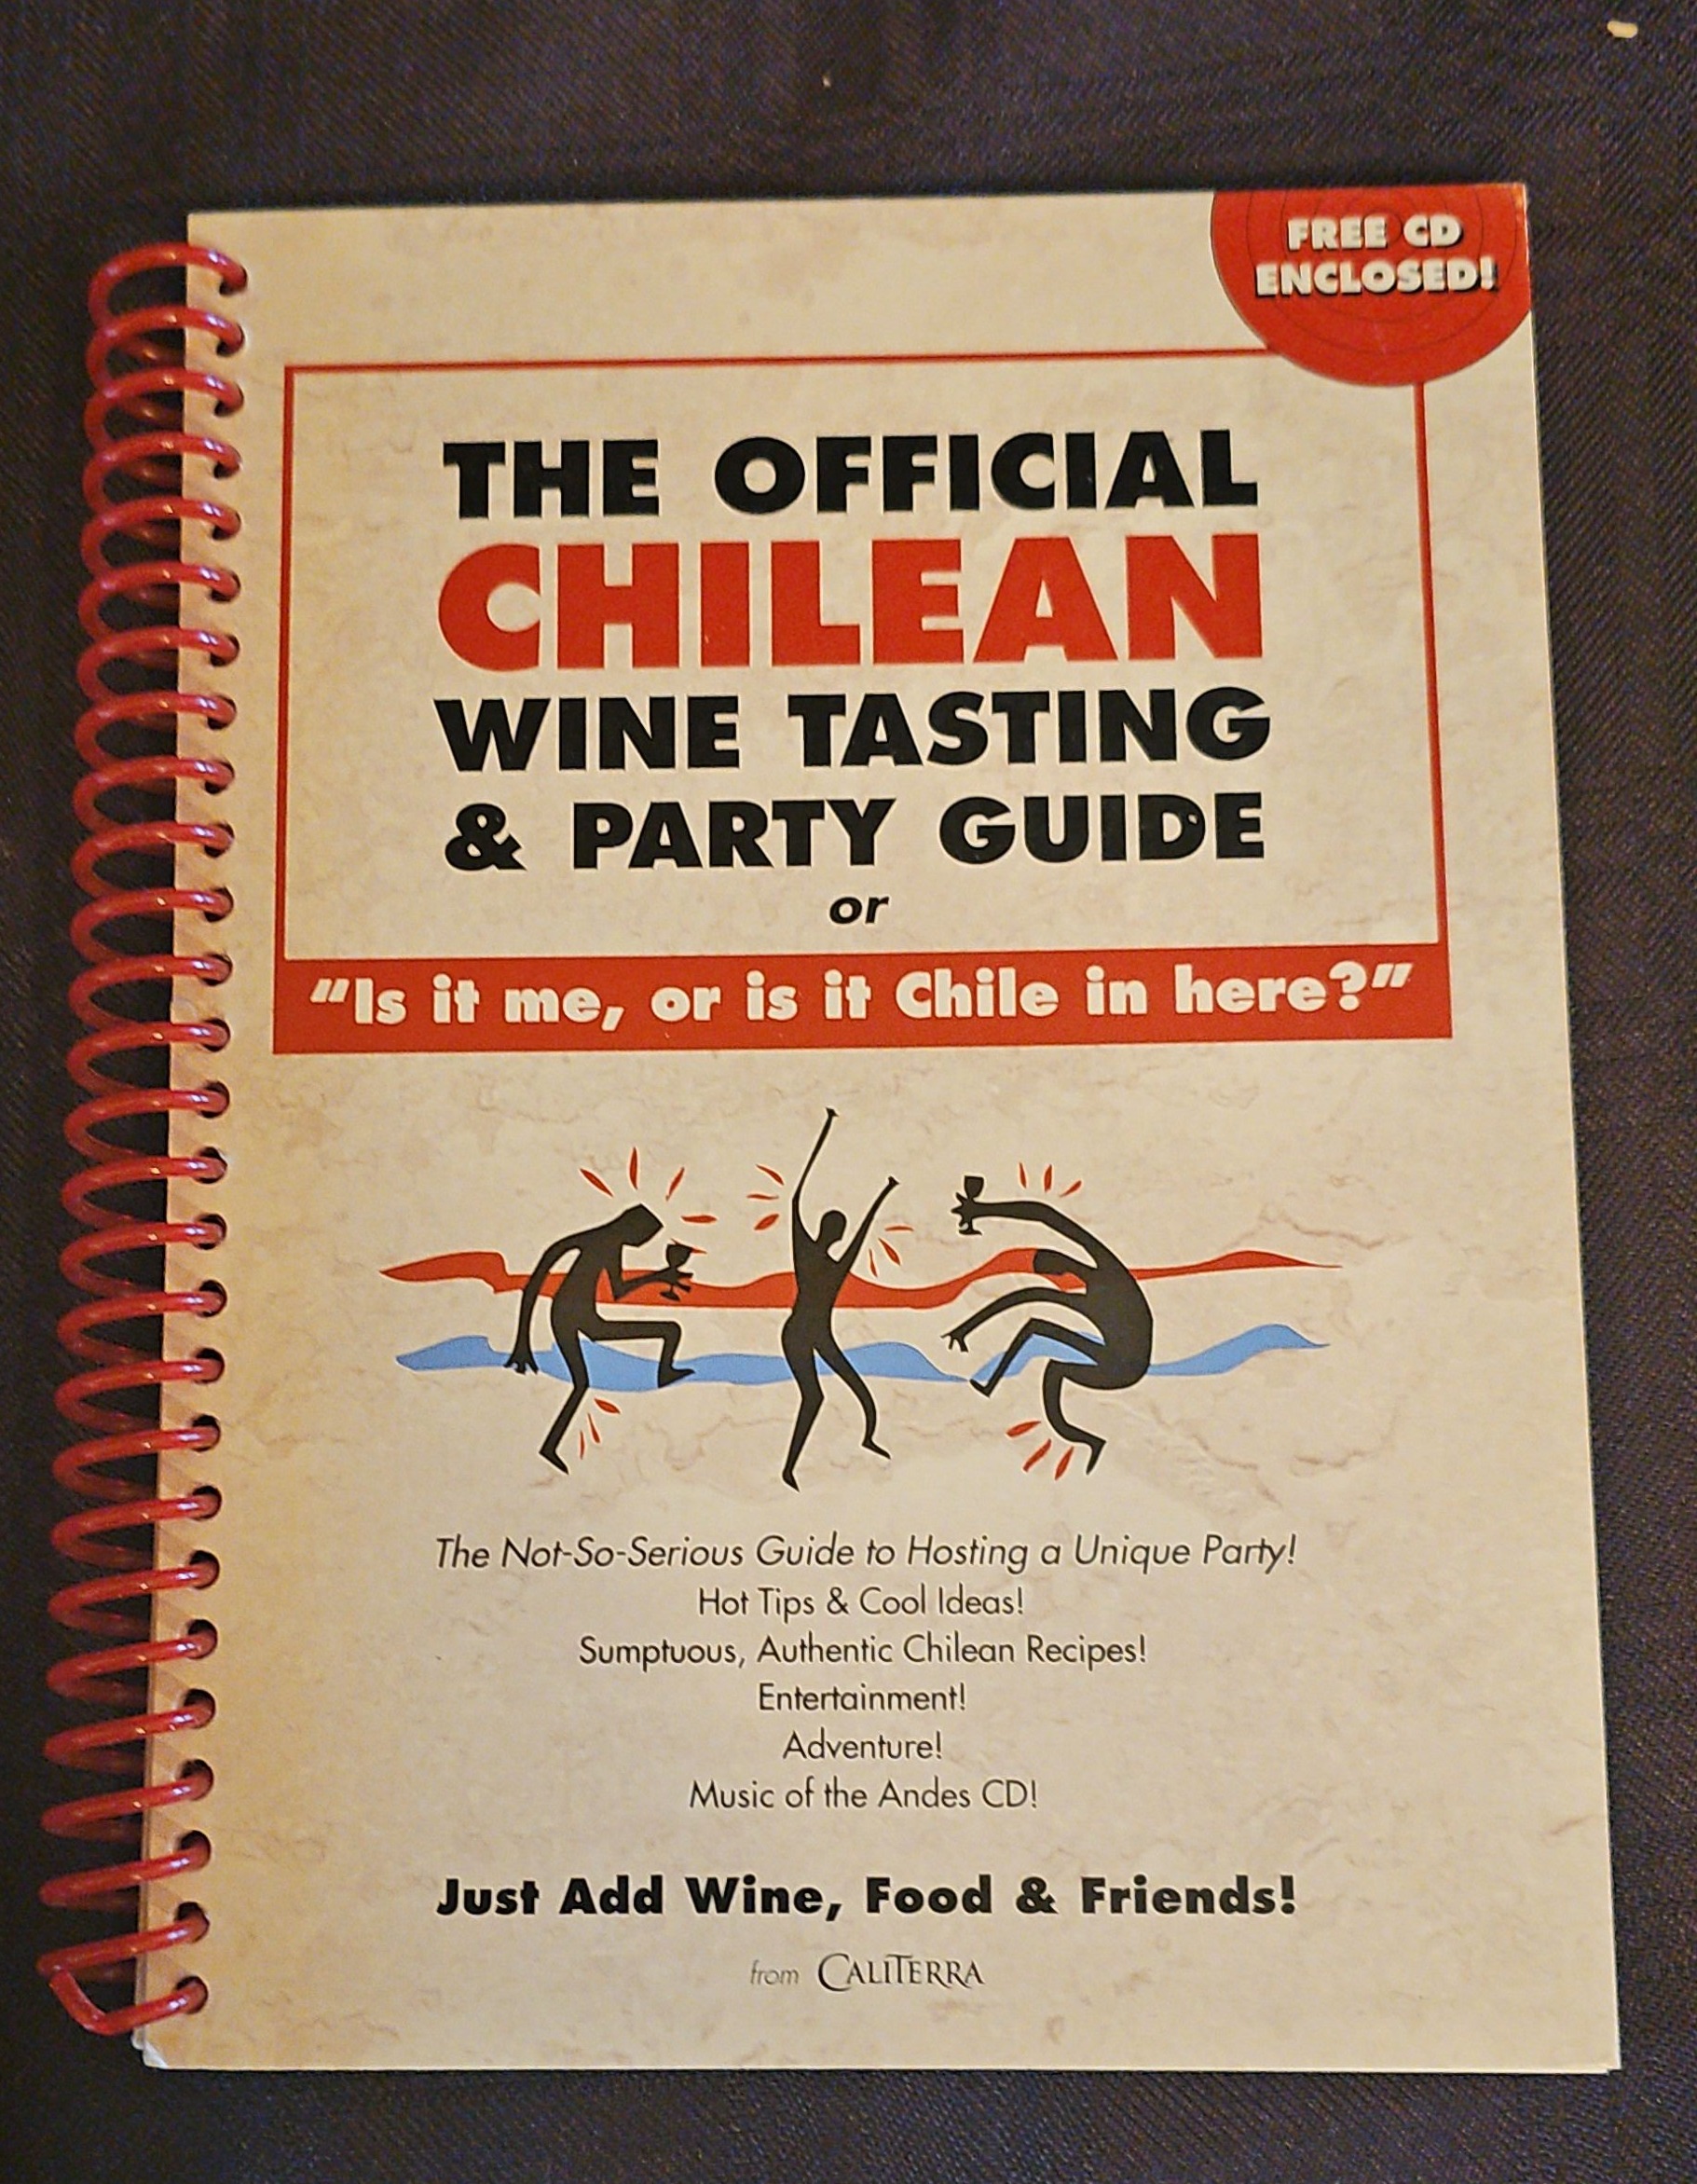 FREE CD
ENCLOSED!
THE OFFICIAL
CHILEAN
WINE TASTING
& PARTY GUIDE
or
"Is it me, or is it Chile in here?"
The Not-So-Serious Guide to Hosting a Unique Party!
Hot Tips & Cool Ideas!
Sumptuous, Authentic Chilean Recipes!
Entertainment!
Adventure!
Music of the Andes CD!
Just Add Wine, Food & Friends!
from CALITERRA